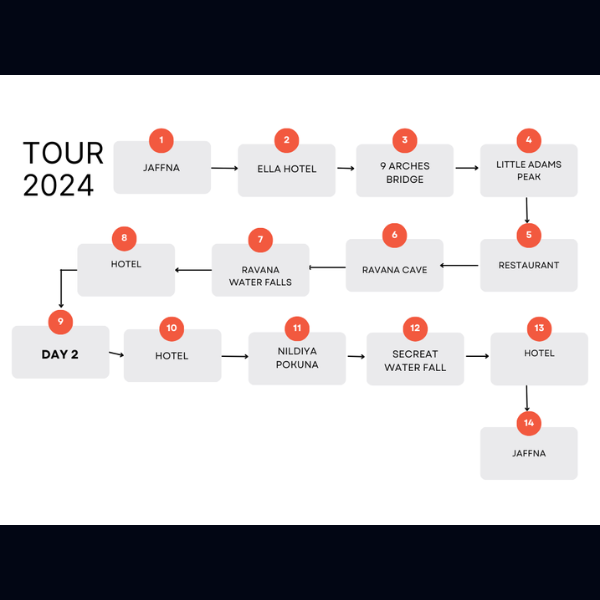 TOUR
2024
1
JAFFNA
2
ELLA HOTEL
3
9 ARCHES
BRIDGE
4
LITTLE ADAMS
PEAK
5
RESTAURANT
6
RAVANA CAVE
7
RAVANA
WATER FALLS
8
HOTEL
9
DAY 2
10
HOTEL
11
NILDIYA
POKUNA
12
SECREAT
WATER FALL
13
HOTEL
14
JAFFNA